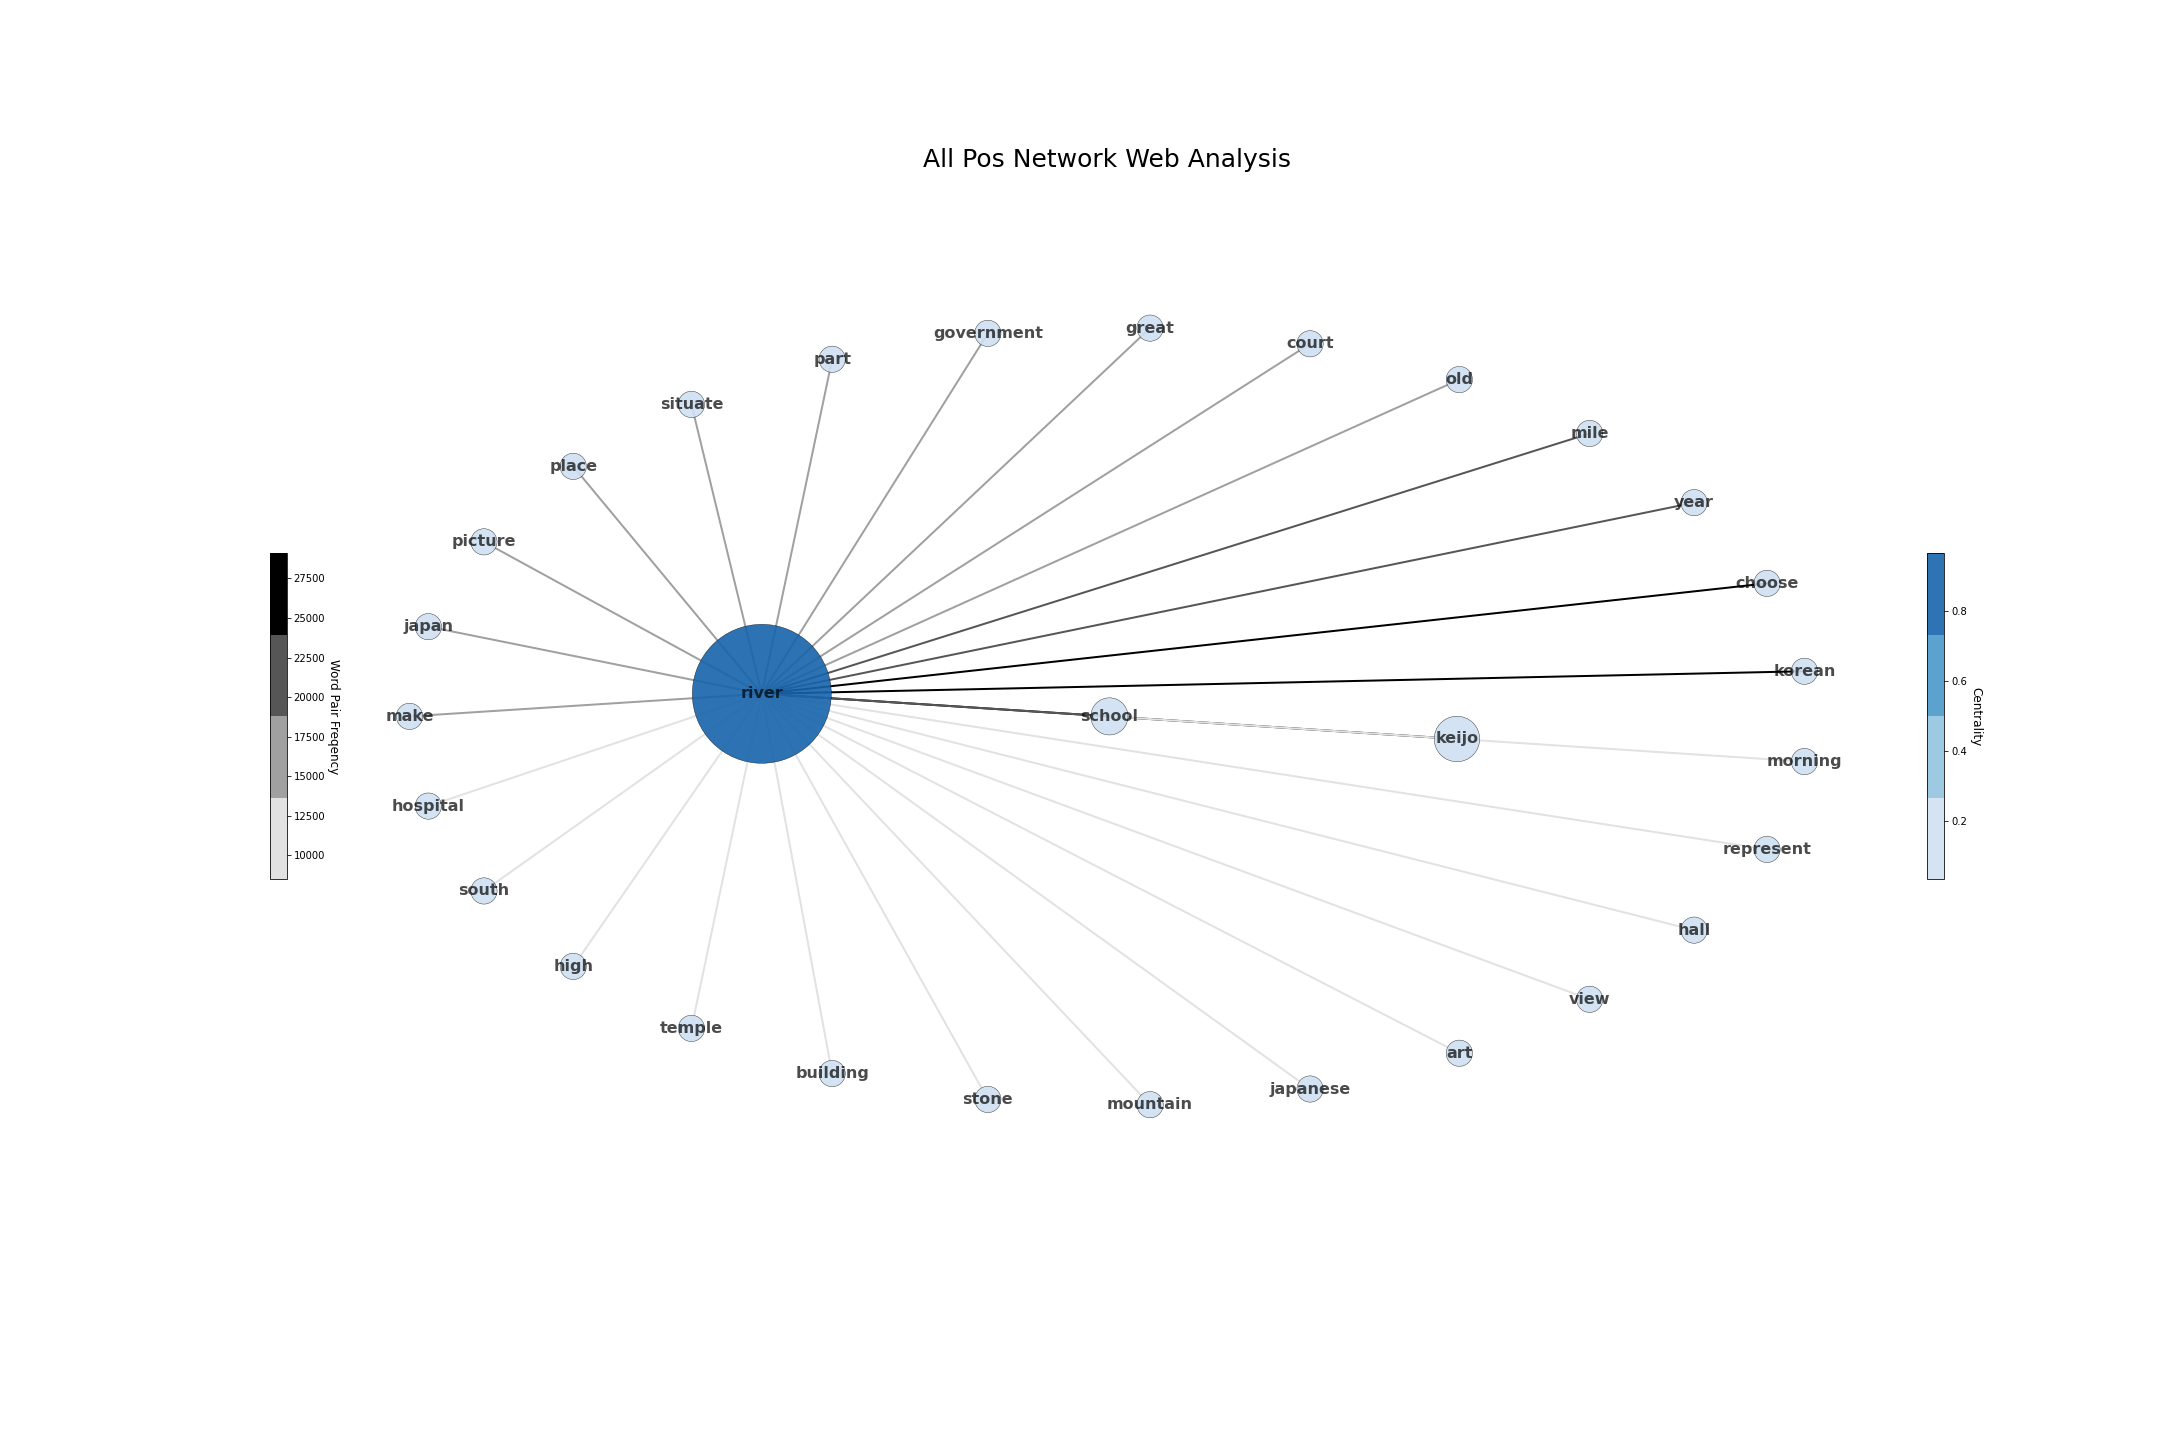 All Pos Network Web Analysis
great
government
court
part
old
situate
mile
place
year
picture
choose
japan
korean
river
make
school
keijo
morning
hospital
represent
south
hall
high
view
temple
art
building
japanese
stone
mountain
27500
25000
22500
20000
17500
15000
12500
10000
Word Pair Freqency
0.8
0.6
0.4
0.2
Centrality